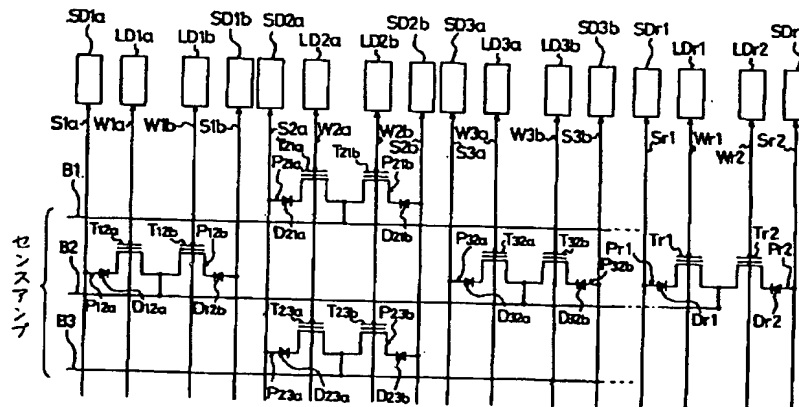 SD1a LD1a LD1b SD1b SD2a LD2a LD2b SD2b SD3a LD3a LD3b SD3b SDr1 LDr1 LDr2
S1a W1a W1b S1b S2a W2a W2b S2b W3a S3a W3b S3b Sr1 Wr1 Wr2 Sr2
B1 P21a T21a T21b P21b
D21a D21b
T12a T12b P12b P32a T32a T32b Pr1 Tr1 Tr2 Pr2
センスアンプ
B2 P12a D12a D12b D32a D32b P32b Dr1 Dr2
T23a T23b P23b
B3 P23a D23a D23b